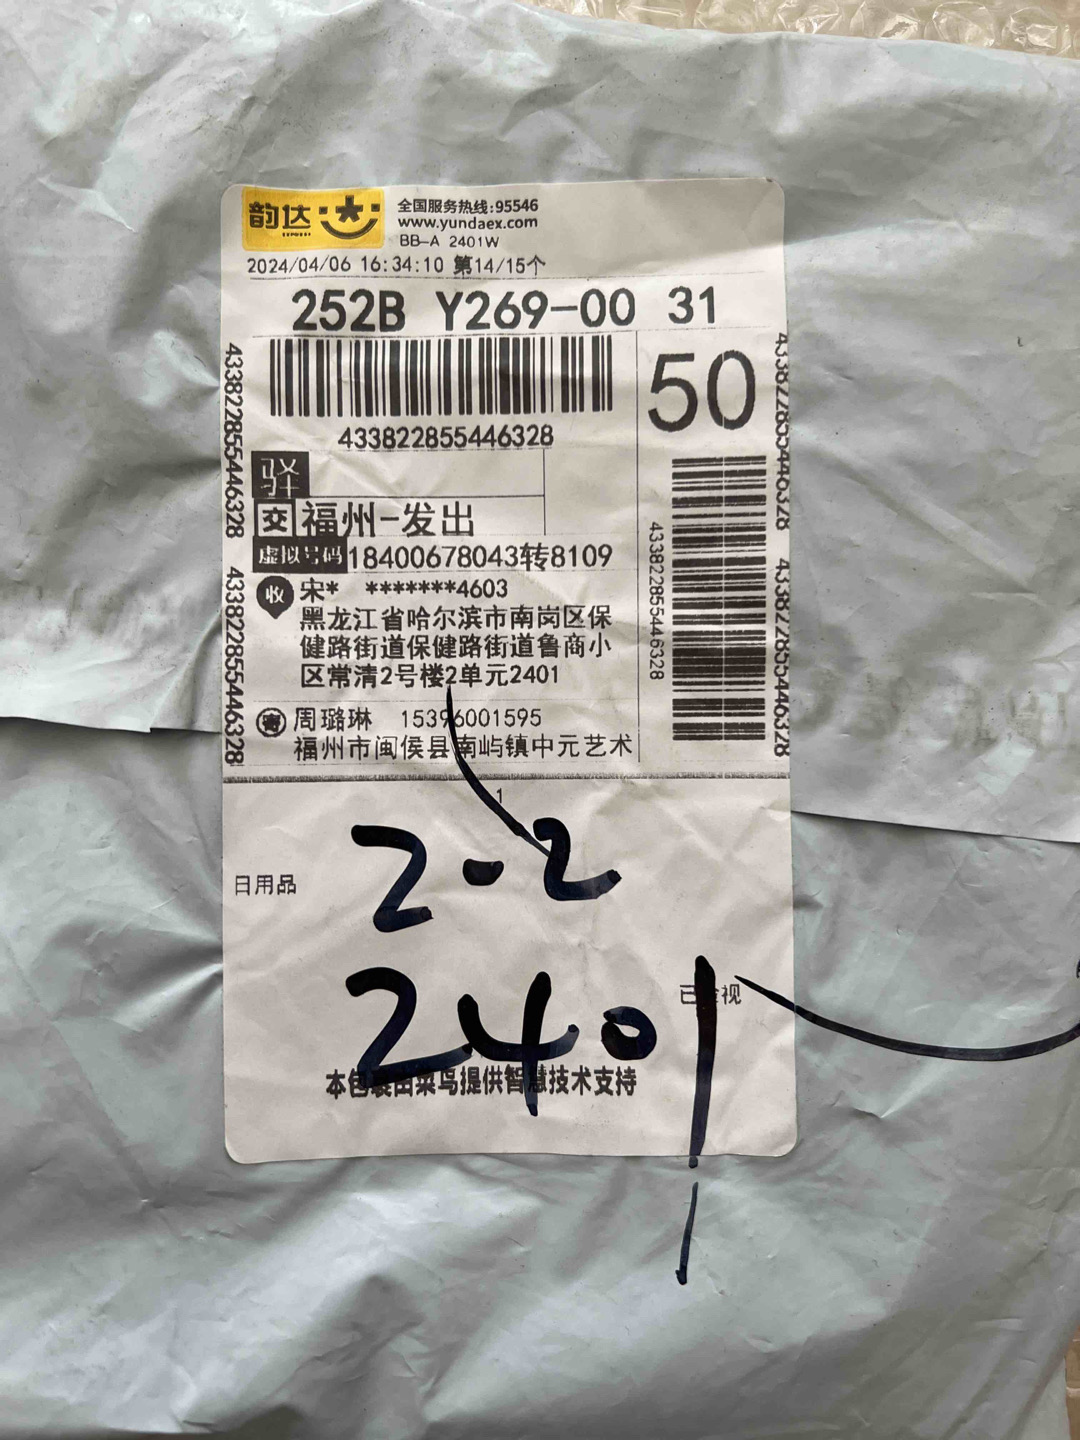 韵达
全国服务热线:95546
www.yundaex.com
BB-A 2401W
2024/04/06 16:34:10 第14/15个
252B Y269-00 31
433822855446328
50
433822855446328
433822855446328
433822855446328
433822855446328
433822855446328
驿
交 福州-发出
虚拟号码 18400678043转8109
收 宋* *******4603
黑龙江省哈尔滨市南岗区保
健路街道保健路街道鲁商小
区常清2号楼2单元2401
寄 周璐琳 15396001595
福州市闽侯县南屿镇中元艺术
1
2-2
日用品
2401
已检视
本包裹由菜鸟提供智慧技术支持